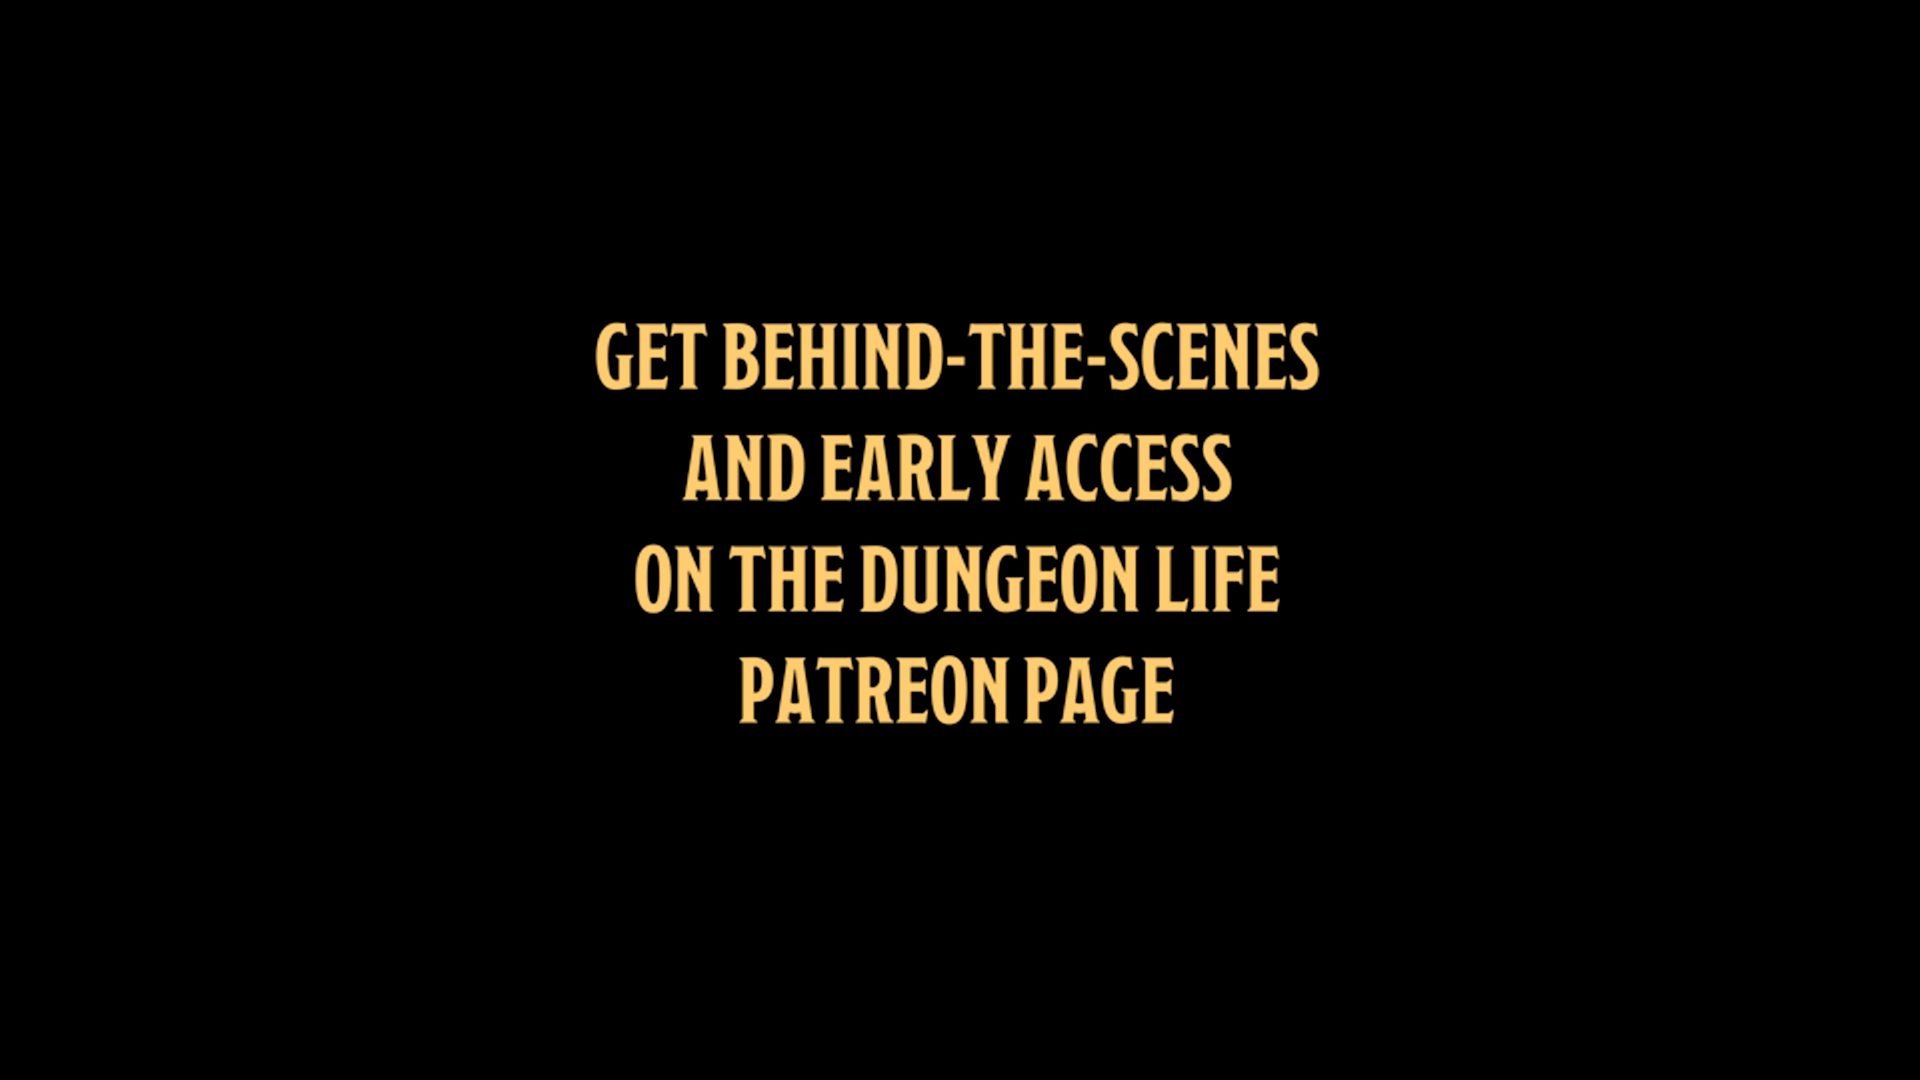 GET BEHIND-THE-SCENES
AND EARLY ACCESS
ON THE DUNGEON LIFE
PATREON PAGE